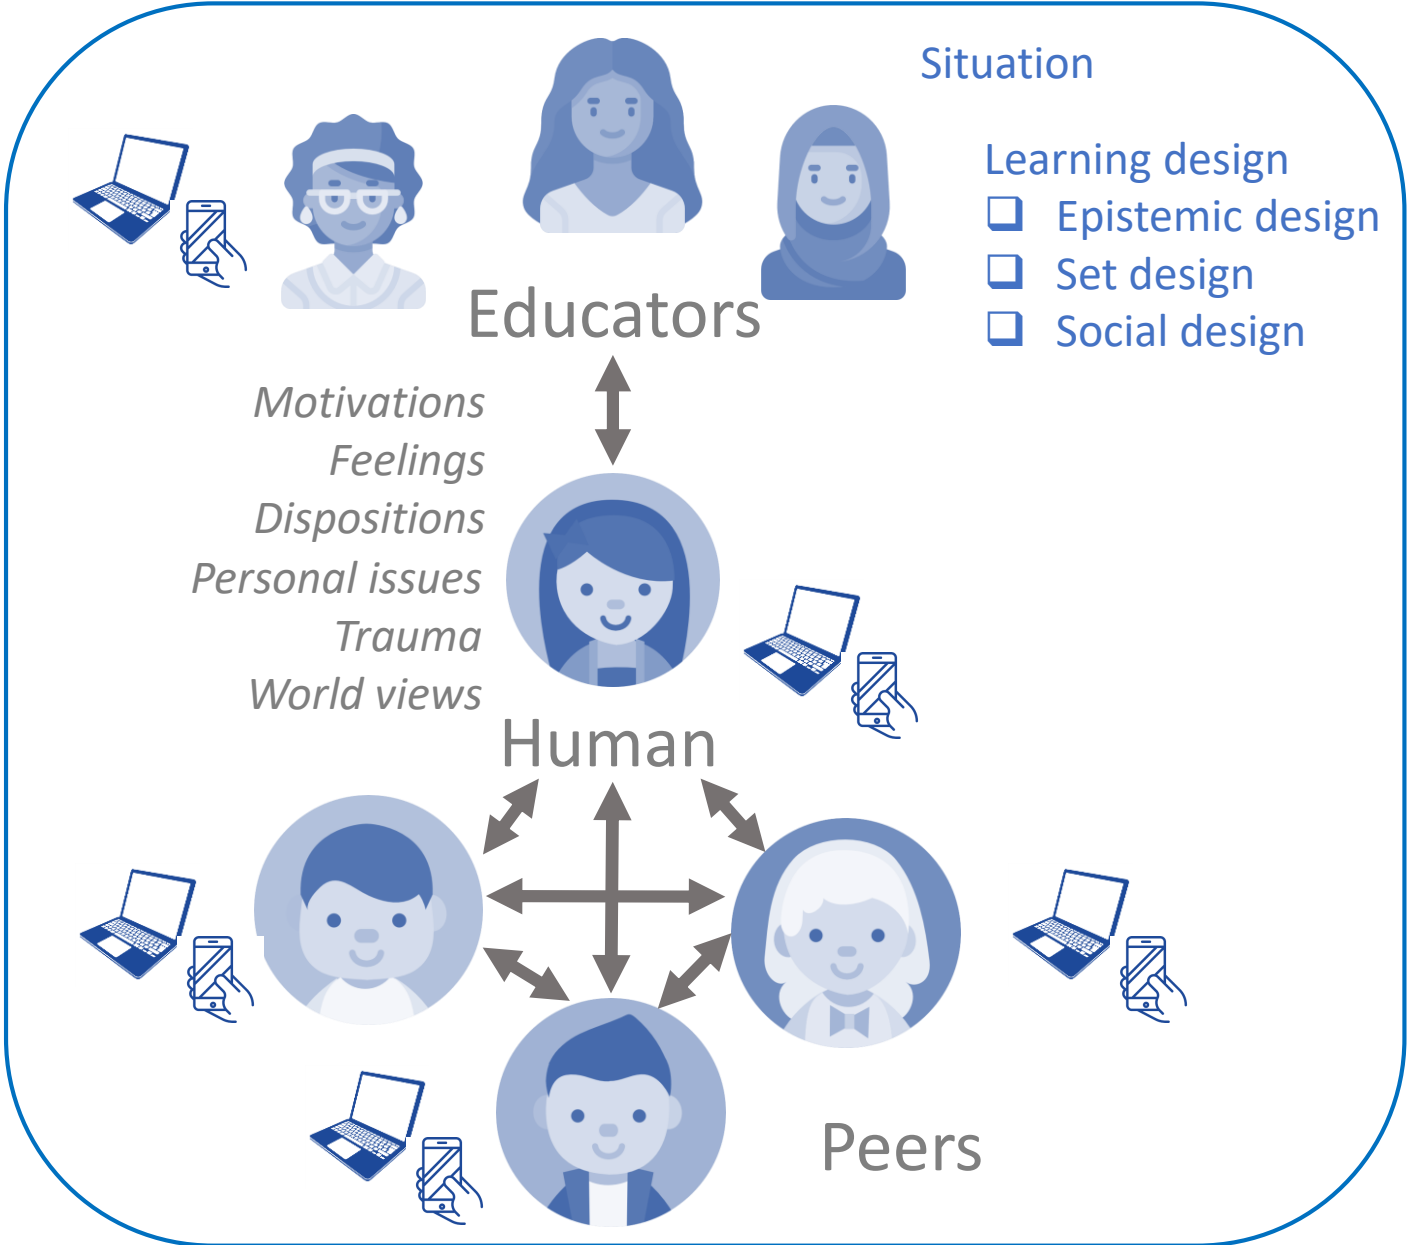 Situation
Learning design
❑ Epistemic design
❑ Set design
❑ Social design
Educators
Motivations
Feelings
Dispositions
Personal issues
Trauma
World views
Human
Peers